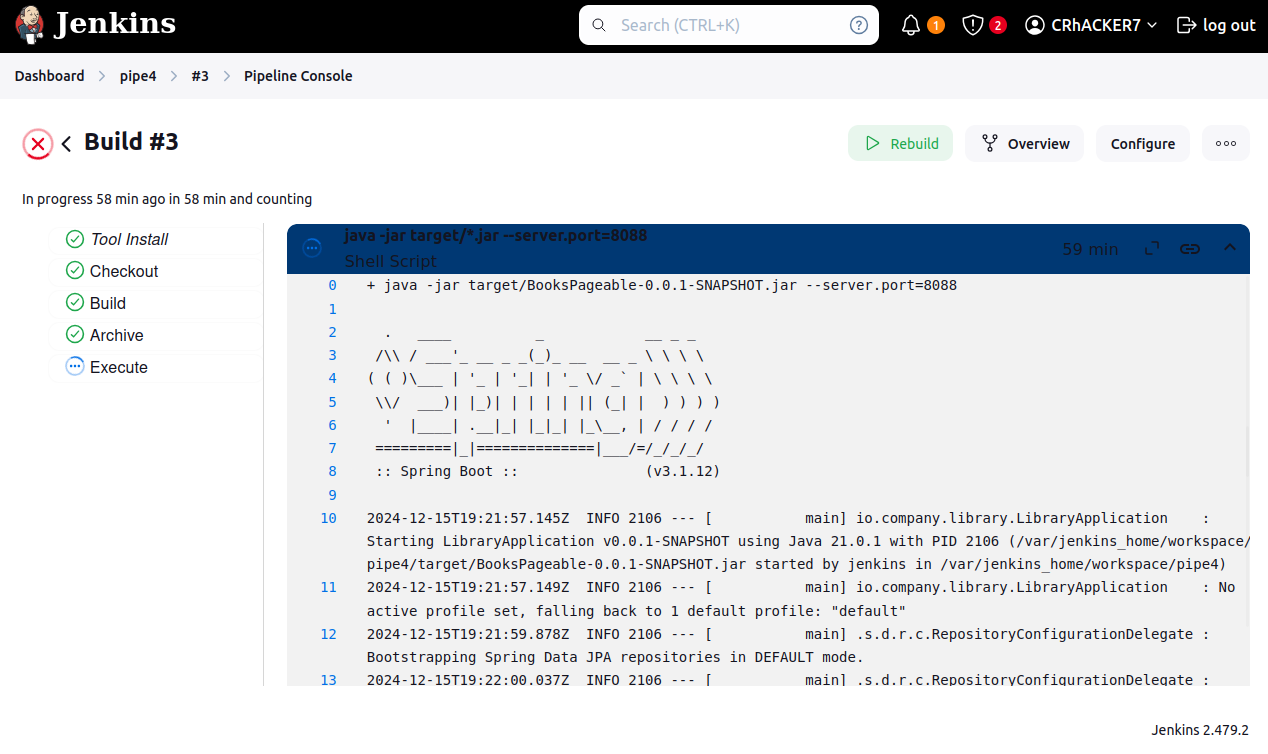 Jenkins
Search (CTRL+K)
1
2
CRhACKER7
log out
Dashboard
pipe4
#3
Pipeline Console
Build #3
Rebuild
Overview
Configure
In progress 58 min ago in 58 min and counting
Tool Install
Checkout
Build
Archive
Execute
java -jar target/*.jar --server.port=8088
Shell Script
59 min
0 + java -jar target/BooksPageable-0.0.1-SNAPSHOT.jar --server.port=8088
1
2   .   ____          _            __ _ _
3  /\\ / ___'_ __ _ _(_)_ __  __ _ \ \ \ \
4 ( ( )\___ | '_ | '_| | '_ \/ _` | \ \ \ \
5  \\/  ___)| |_)| | | | | || (_| |  ) ) ) )
6   '  |____| .__|_| |_|_| |_\__, | / / / /
7  =========|_|==============|___/=/_/_/_/
8  :: Spring Boot ::               (v3.1.12)
9
10 2024-12-15T19:21:57.145Z  INFO 2106 --- [           main] io.company.library.LibraryApplication    :
Starting LibraryApplication v0.0.1-SNAPSHOT using Java 21.0.1 with PID 2106 (/var/jenkins_home/workspace/
pipe4/target/BooksPageable-0.0.1-SNAPSHOT.jar started by jenkins in /var/jenkins_home/workspace/pipe4)
11 2024-12-15T19:21:57.149Z  INFO 2106 --- [           main] io.company.library.LibraryApplication    : No
active profile set, falling back to 1 default profile: "default"
12 2024-12-15T19:21:59.878Z  INFO 2106 --- [           main] .s.d.r.c.RepositoryConfigurationDelegate :
Bootstrapping Spring Data JPA repositories in DEFAULT mode.
13 2024-12-15T19:22:00.037Z  INFO 2106 --- [           main] .s.d.r.c.RepositoryConfigurationDelegate :
Jenkins 2.479.2